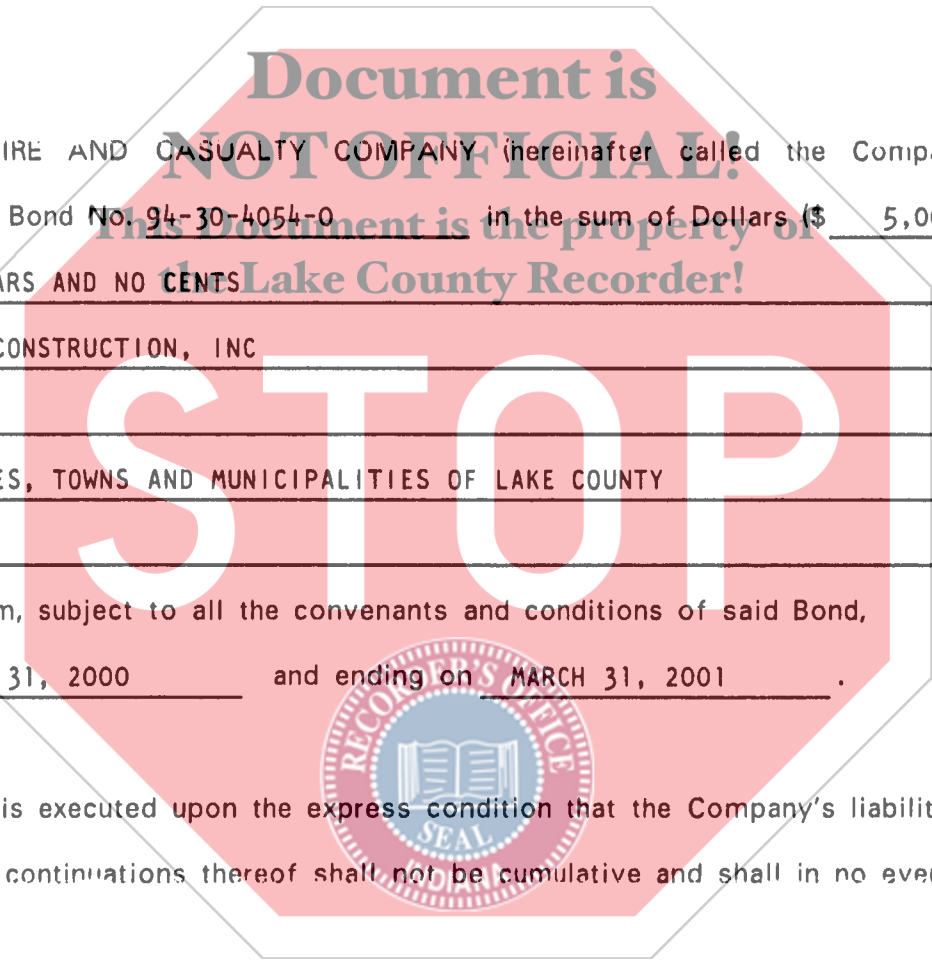 Document is
NOT OFFICIAL!
IRE AND CASUALTY COMPANY (hereinafter called the Compa
This Document is the property of
Bond No. 94-30-4054-0 in the sum of Dollars ($ 5,00
the Lake County Recorder!
ARS AND NO CENTS
CONSTRUCTION, INC
STOP
ES, TOWNS AND MUNICIPALITIES OF LAKE COUNTY
m, subject to all the convenants and conditions of said Bond,
31, 2000 and ending on MARCH 31, 2001 .
RECORDER'S OFFICE
SEAL
INDIANA
is executed upon the express condition that the Company's liabilit
continuations thereof shall not be cumulative and shall in no eve